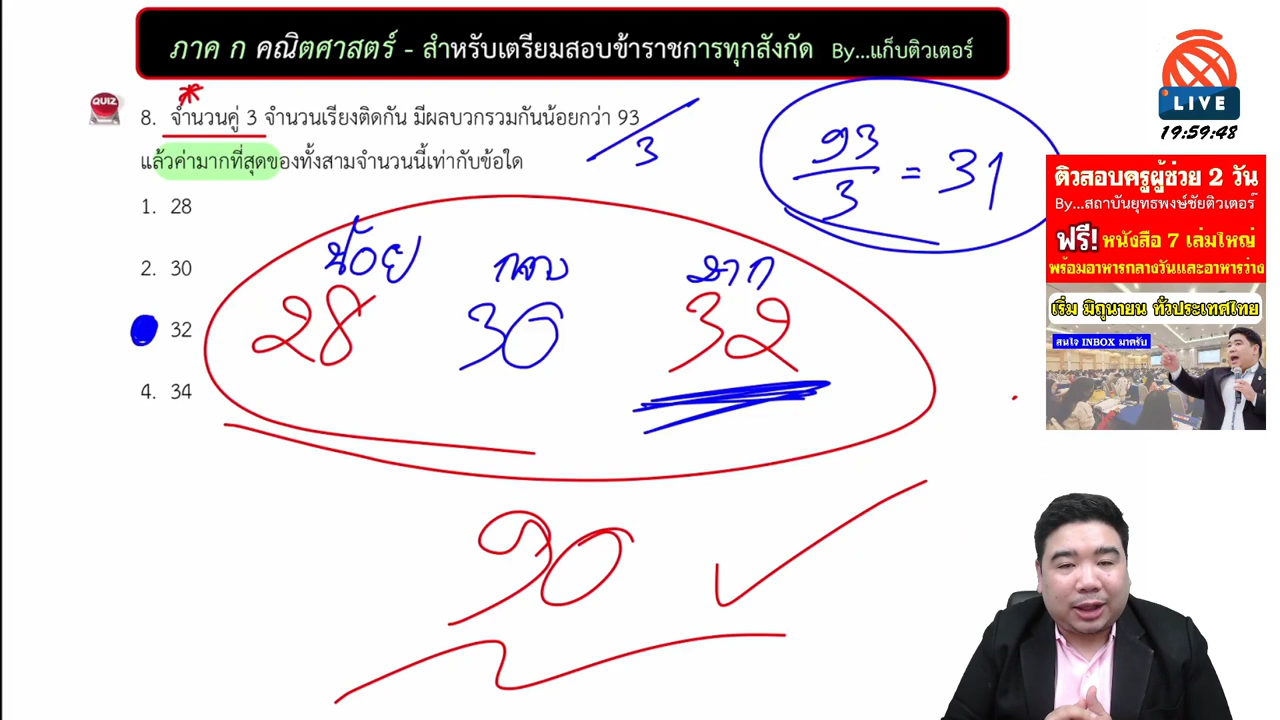 ภาค ก คณิตศาสตร์ - สำหรับเตรียมสอบข้าราชการทุกสังกัด By...แก็บติวเตอร์
LIVE
19:59:48
QUIZ
8. จำนวนคู่ 3 จำนวนเรียงติดกัน มีผลบวกรวมกันน้อยกว่า 93
แล้วค่ามากที่สุดของทั้งสามจำนวนนี้เท่ากับข้อใด
3
93
3
= 31
1. 28
2. 30
32
4. 34
น้อย กลาง มาก
28 30 32
90
ติวสอบครูผู้ช่วย 2 วัน
By...สถาบันยุทธพงษ์ชัยติวเตอร์
ฟรี! หนังสือ 7 เล่มใหญ่
พร้อมอาหารกลางวันและอาหารว่าง
เริ่ม มิถุนายน ทั่วประเทศไทย
สนใจ INBOX มาครับ